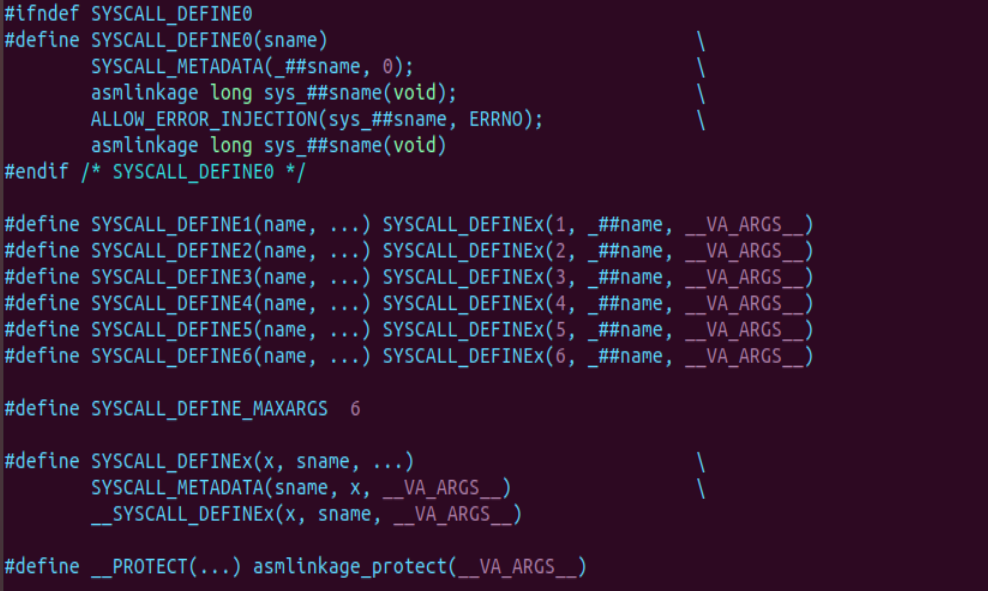 #ifndef SYSCALL_DEFINE0
#define SYSCALL_DEFINE0(sname)                                  \
        SYSCALL_METADATA(_##sname, 0);                          \
        asmlinkage long sys_##sname(void);                      \
        ALLOW_ERROR_INJECTION(sys_##sname, ERRNO);              \
        asmlinkage long sys_##sname(void)
#endif /* SYSCALL_DEFINE0 */

#define SYSCALL_DEFINE1(name, ...) SYSCALL_DEFINEx(1, _##name, __VA_ARGS__)
#define SYSCALL_DEFINE2(name, ...) SYSCALL_DEFINEx(2, _##name, __VA_ARGS__)
#define SYSCALL_DEFINE3(name, ...) SYSCALL_DEFINEx(3, _##name, __VA_ARGS__)
#define SYSCALL_DEFINE4(name, ...) SYSCALL_DEFINEx(4, _##name, __VA_ARGS__)
#define SYSCALL_DEFINE5(name, ...) SYSCALL_DEFINEx(5, _##name, __VA_ARGS__)
#define SYSCALL_DEFINE6(name, ...) SYSCALL_DEFINEx(6, _##name, __VA_ARGS__)

#define SYSCALL_DEFINE_MAXARGS  6

#define SYSCALL_DEFINEx(x, sname, ...)                          \
        SYSCALL_METADATA(sname, x, __VA_ARGS__)                 \
        __SYSCALL_DEFINEx(x, sname, __VA_ARGS__)

#define __PROTECT(...) asmlinkage_protect(__VA_ARGS__)